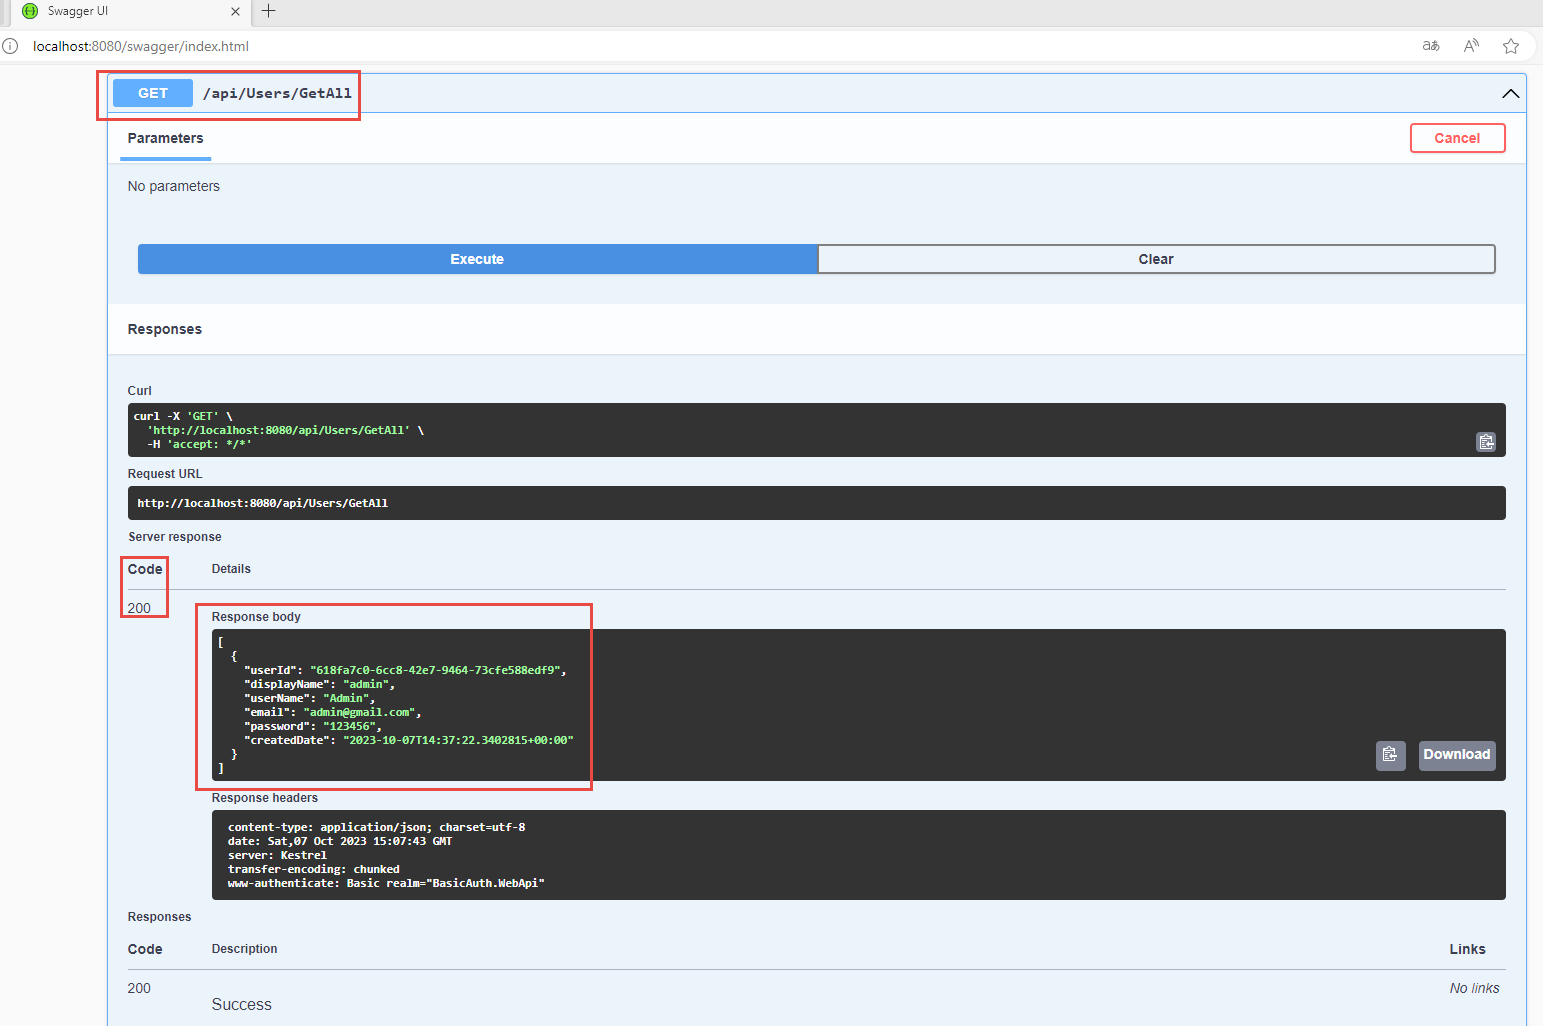 Swagger UI
localhost:8080/swagger/index.html
GET /api/Users/GetAll
Parameters
Cancel
No parameters
Execute
Clear
Responses
Curl
curl -X 'GET' \
'http://localhost:8080/api/Users/GetAll' \
-H 'accept: */*'
Request URL
http://localhost:8080/api/Users/GetAll
Server response
Code Details
200
Response body
[
{
"userId": "618fa7c0-6cc8-42e7-9464-73cfe588edf9",
"displayName": "admin",
"userName": "Admin",
"email": "admin@gmail.com",
"password": "123456",
"createdDate": "2023-10-07T14:37:22.3402815+00:00"
}
]
Download
Response headers
content-type: application/json; charset=utf-8
date: Sat,07 Oct 2023 15:07:43 GMT
server: Kestrel
transfer-encoding: chunked
www-authenticate: Basic realm="BasicAuth.WebApi"
Responses
Code Description Links
200 No links
Success